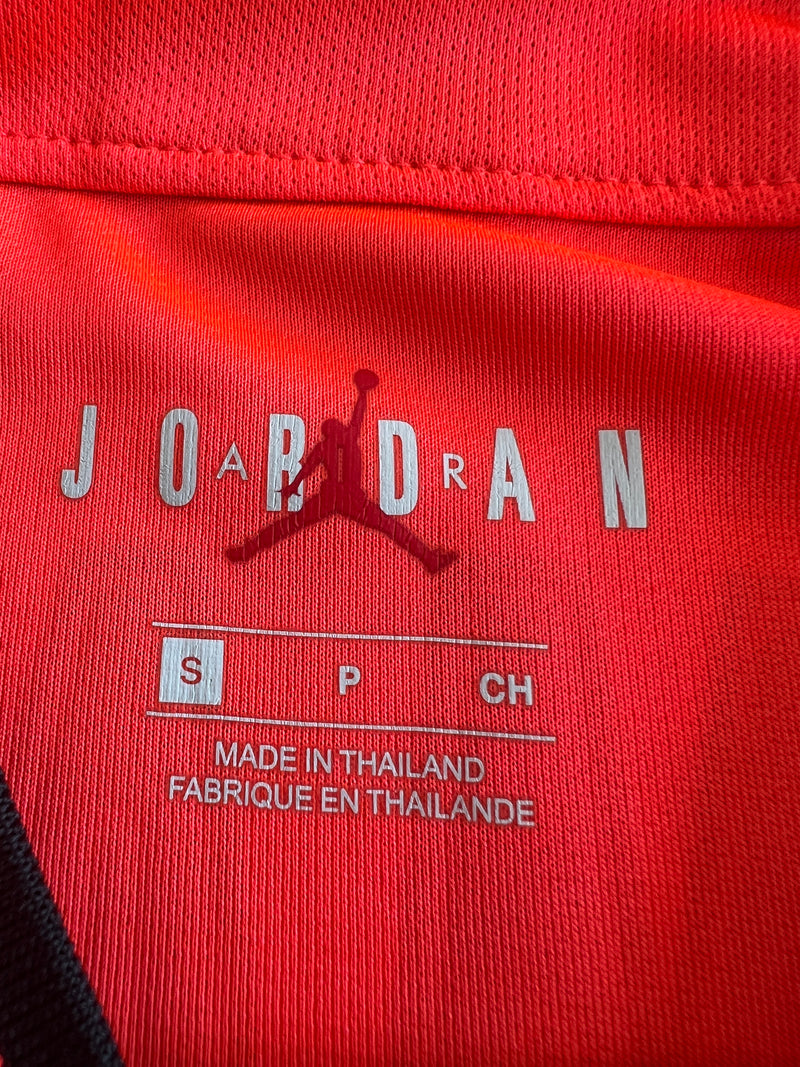 JORDAN
AIR
S P CH
MADE IN THAILAND
FABRIQUE EN THAILANDE